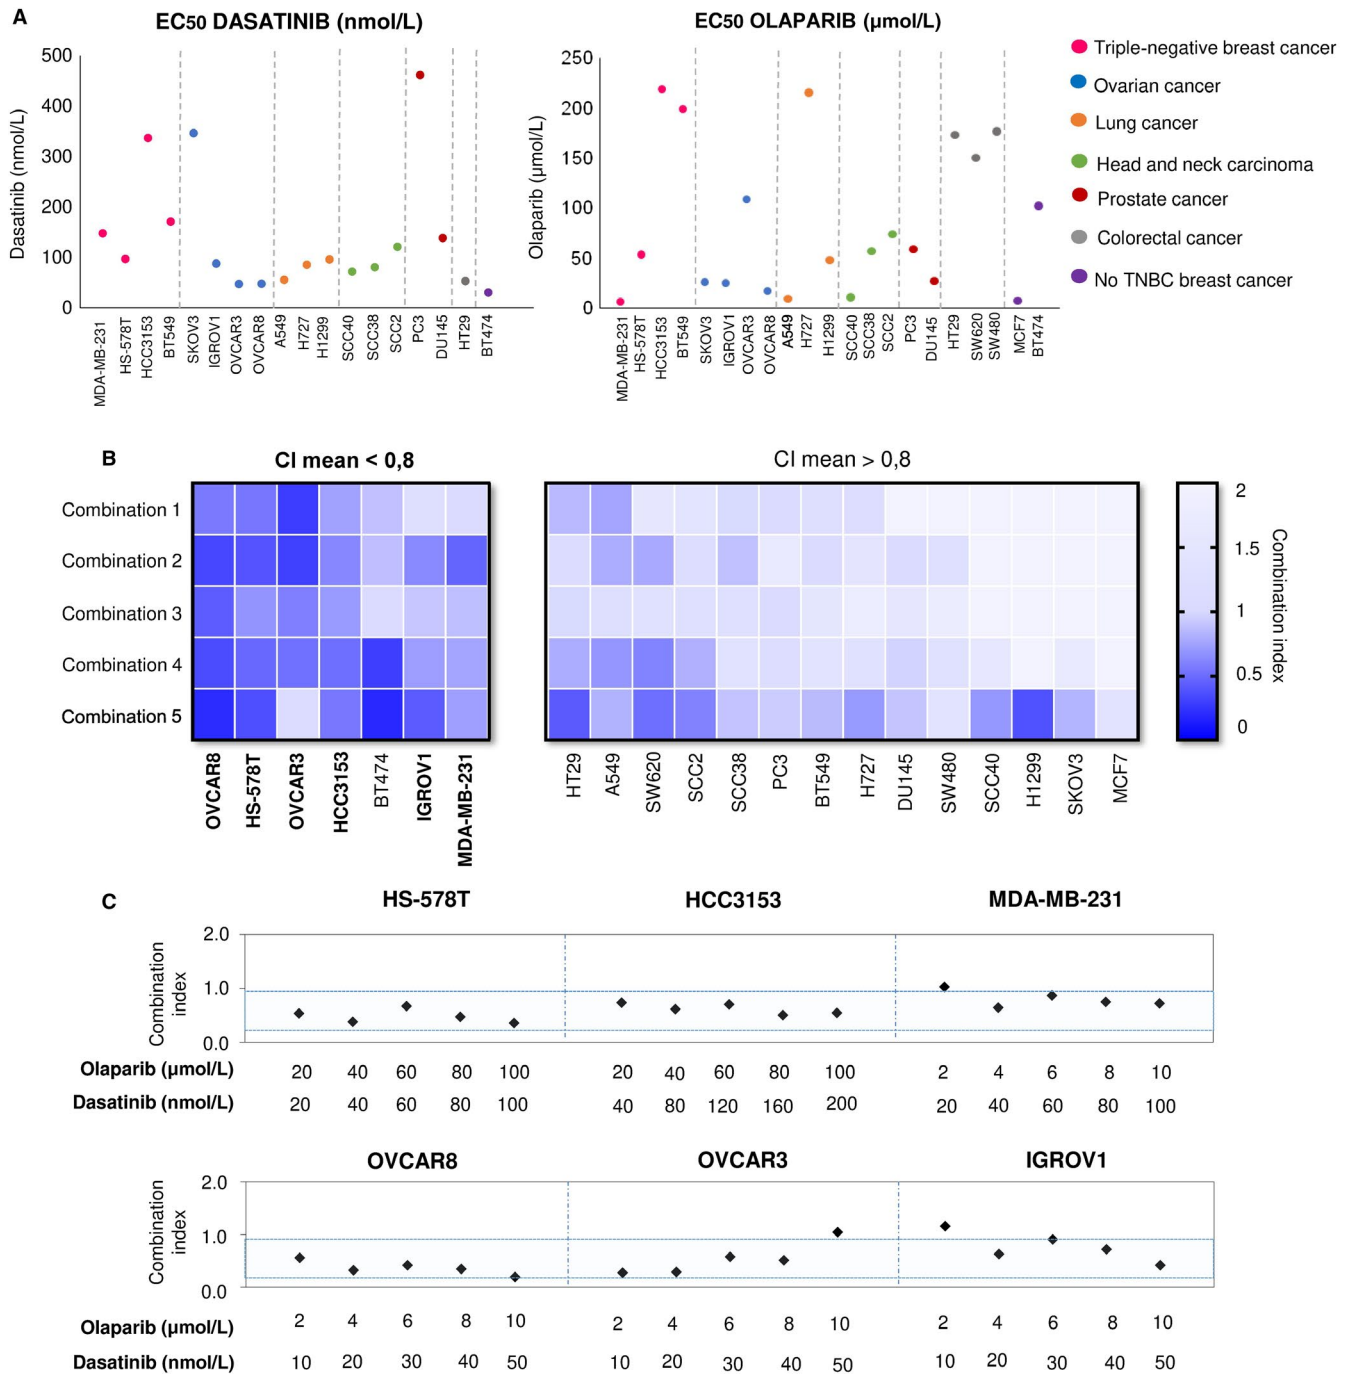 A
EC50 DASATINIB (nmol/L)
Dasatinib (nmol/L)
500
400
300
200
100
0
MDA-MB-231
HS-578T
HCC3153
BT549
SKOV3
IGROV1
OVCAR3
OVCAR8
A549
H727
H1299
SCC40
SCC38
SCC2
PC3
DU145
HT29
BT474
EC50 OLAPARIB (µmol/L)
Olaparib (µmol/L)
250
200
150
100
50
0
MDA-MB-231
HS-578T
HCC3153
BT549
SKOV3
IGROV1
OVCAR3
OVCAR8
A549
H727
H1299
SCC40
SCC38
SCC2
PC3
DU145
HT29
SW620
SW480
MCF7
BT474
Triple-negative breast cancer
Ovarian cancer
Lung cancer
Head and neck carcinoma
Prostate cancer
Colorectal cancer
No TNBC breast cancer
B
CI mean < 0,8
CI mean > 0,8
Combination 1
Combination 2
Combination 3
Combination 4
Combination 5
OVCAR8
HS-578T
OVCAR3
HCC3153
BT474
IGROV1
MDA-MB-231
HT29
A549
SW620
SCC2
SCC38
PC3
BT549
H727
DU145
SW480
SCC40
H1299
SKOV3
MCF7
2
1.5
1
0.5
0
Combination index
C
HS-578T HCC3153 MDA-MB-231
Combination
index
2.0
1.0
0.0
Olaparib (µmol/L) 20 40 60 80 100 20 40 60 80 100 2 4 6 8 10
Dasatinib (nmol/L) 20 40 60 80 100 40 80 120 160 200 20 40 60 80 100
OVCAR8 OVCAR3 IGROV1
Combination
index
2.0
1.0
0.0
Olaparib (µmol/L) 2 4 6 8 10 2 4 6 8 10 2 4 6 8 10
Dasatinib (nmol/L) 10 20 30 40 50 10 20 30 40 50 10 20 30 40 50